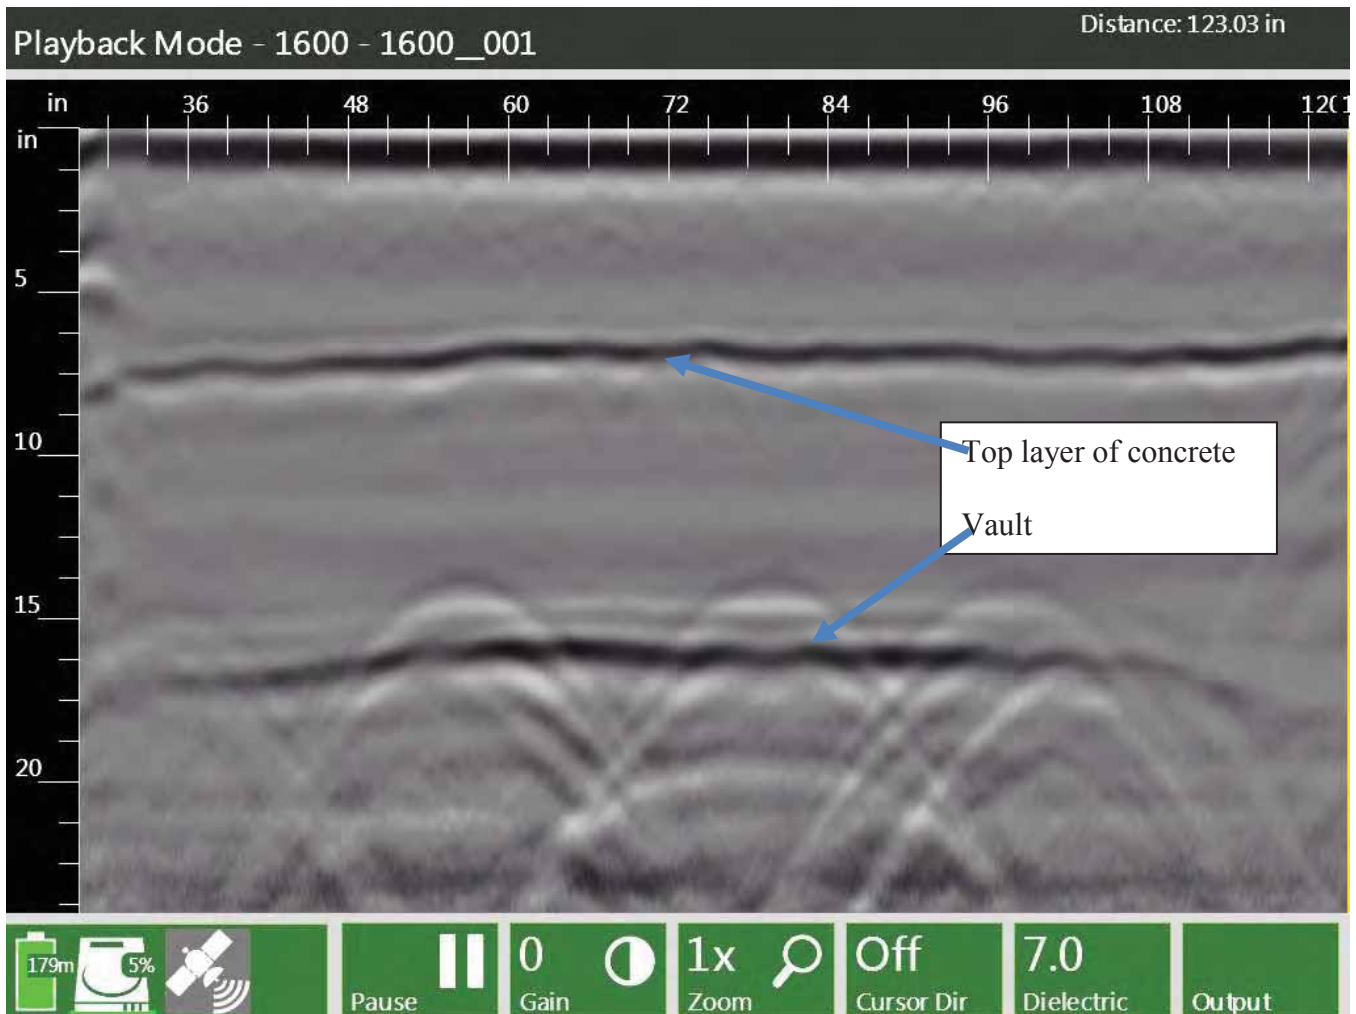 Playback Mode - 1600 - 1600__001
Distance: 123.03 in
in 36 48 60 72 84 96 108 120
in
5
10
15
20
Top layer of concrete
Vault
179m
5%
Pause
0
Gain
1x
Zoom
Off
Cursor Dir
7.0
Dielectric
Output